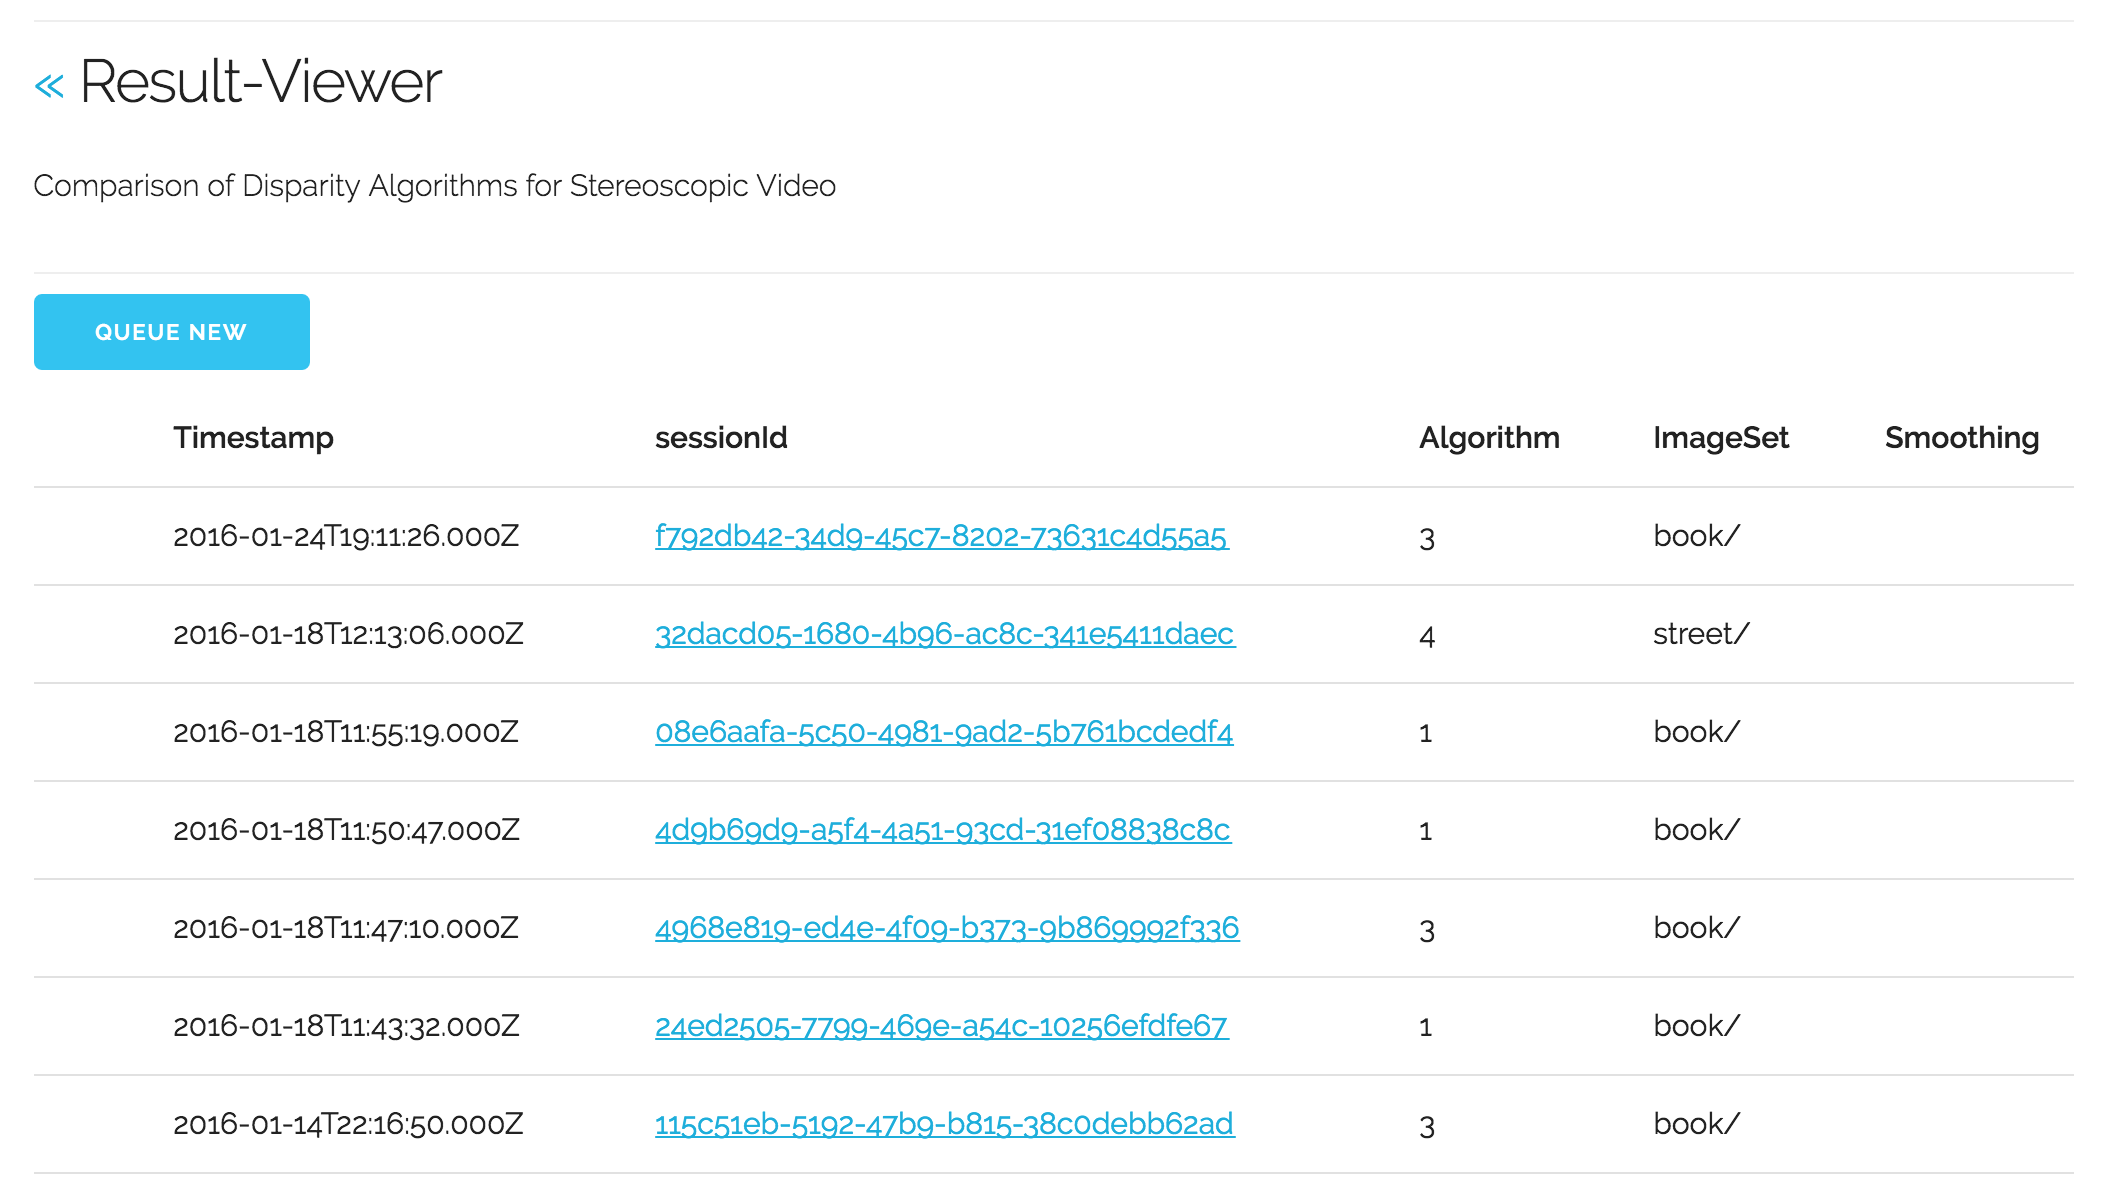 « Result-Viewer
Comparison of Disparity Algorithms for Stereoscopic Video
QUEUE NEW
Timestamp sessionId Algorithm ImageSet Smoothing
2016-01-24T19:11:26.000Z f792db42-34d9-45c7-8202-73631c4d55a5 3 book/
2016-01-18T12:13:06.000Z 32dacd05-1680-4b96-ac8c-341e5411daec 4 street/
2016-01-18T11:55:19.000Z 08e6aafa-5c50-4981-9ad2-5b761bcdedf4 1 book/
2016-01-18T11:50:47.000Z 4d9b69d9-a5f4-4a51-93cd-31ef08838c8c 1 book/
2016-01-18T11:47:10.000Z 4968e819-ed4e-4f09-b373-9b869992f336 3 book/
2016-01-18T11:43:32.000Z 24ed2505-7799-469e-a54c-10256efdfe67 1 book/
2016-01-14T22:16:50.000Z 115c51eb-5192-47b9-b815-38c0debb62ad 3 book/